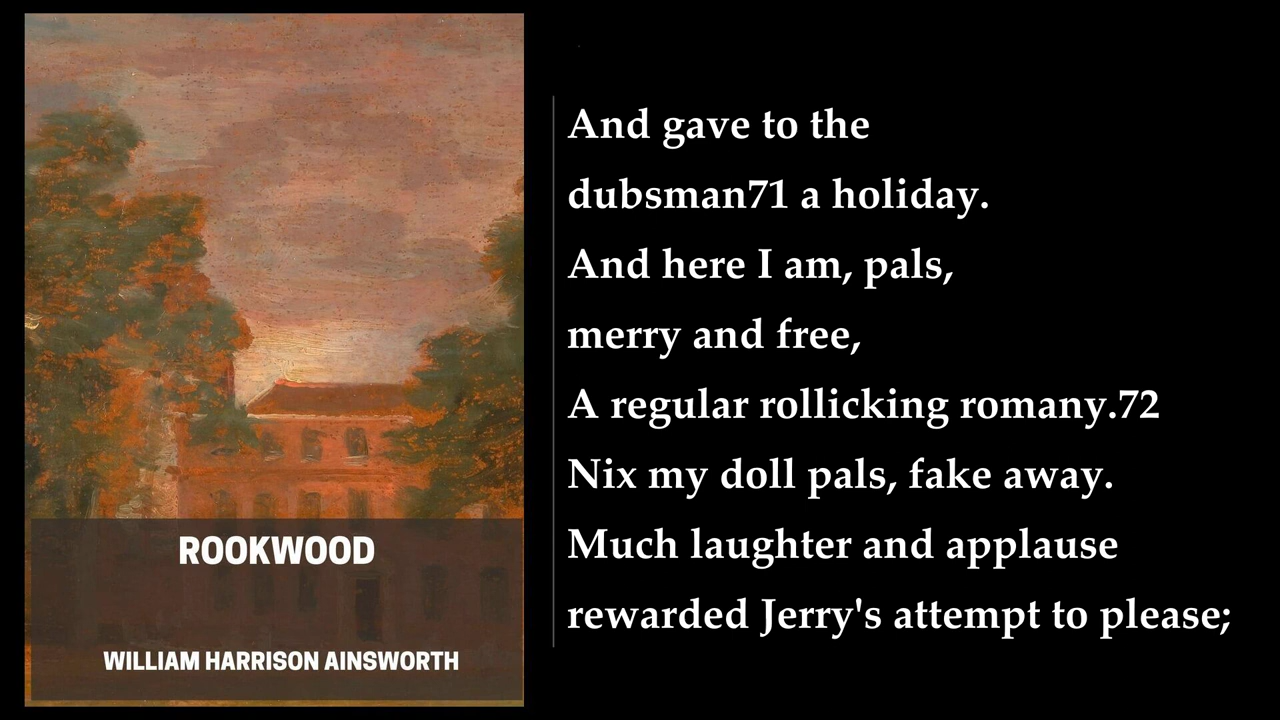 ROOKWOOD
WILLIAM HARRISON AINSWORTH
And gave to the
dubsman71 a holiday.
And here I am, pals,
merry and free,
A regular rollicking romany.72
Nix my doll pals, fake away.
Much laughter and applause
rewarded Jerry's attempt to please;